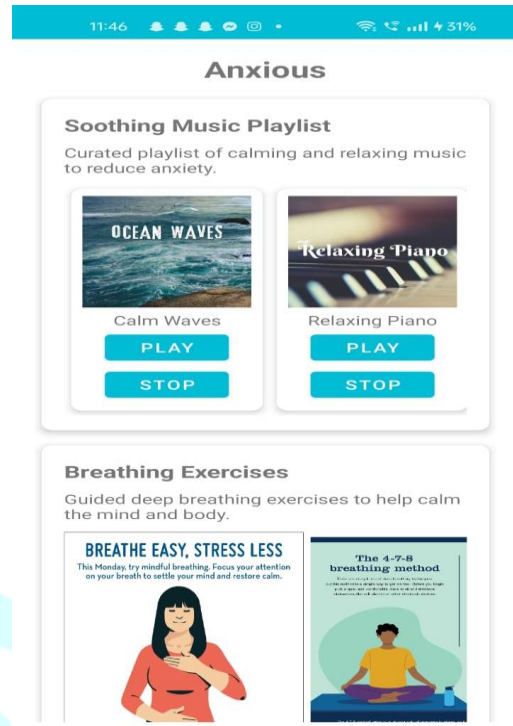 11:46
31%
Anxious
Soothing Music Playlist
Curated playlist of calming and relaxing music
to reduce anxiety.
OCEAN WAVES
Calm Waves
PLAY
STOP
Relaxing Piano
Relaxing Piano
PLAY
STOP
Breathing Exercises
Guided deep breathing exercises to help calm
the mind and body.
BREATHE EASY, STRESS LESS
This Monday, try mindful breathing. Focus your attention
on your breath to settle your mind and restore calm.
The 4-7-8
breathing method